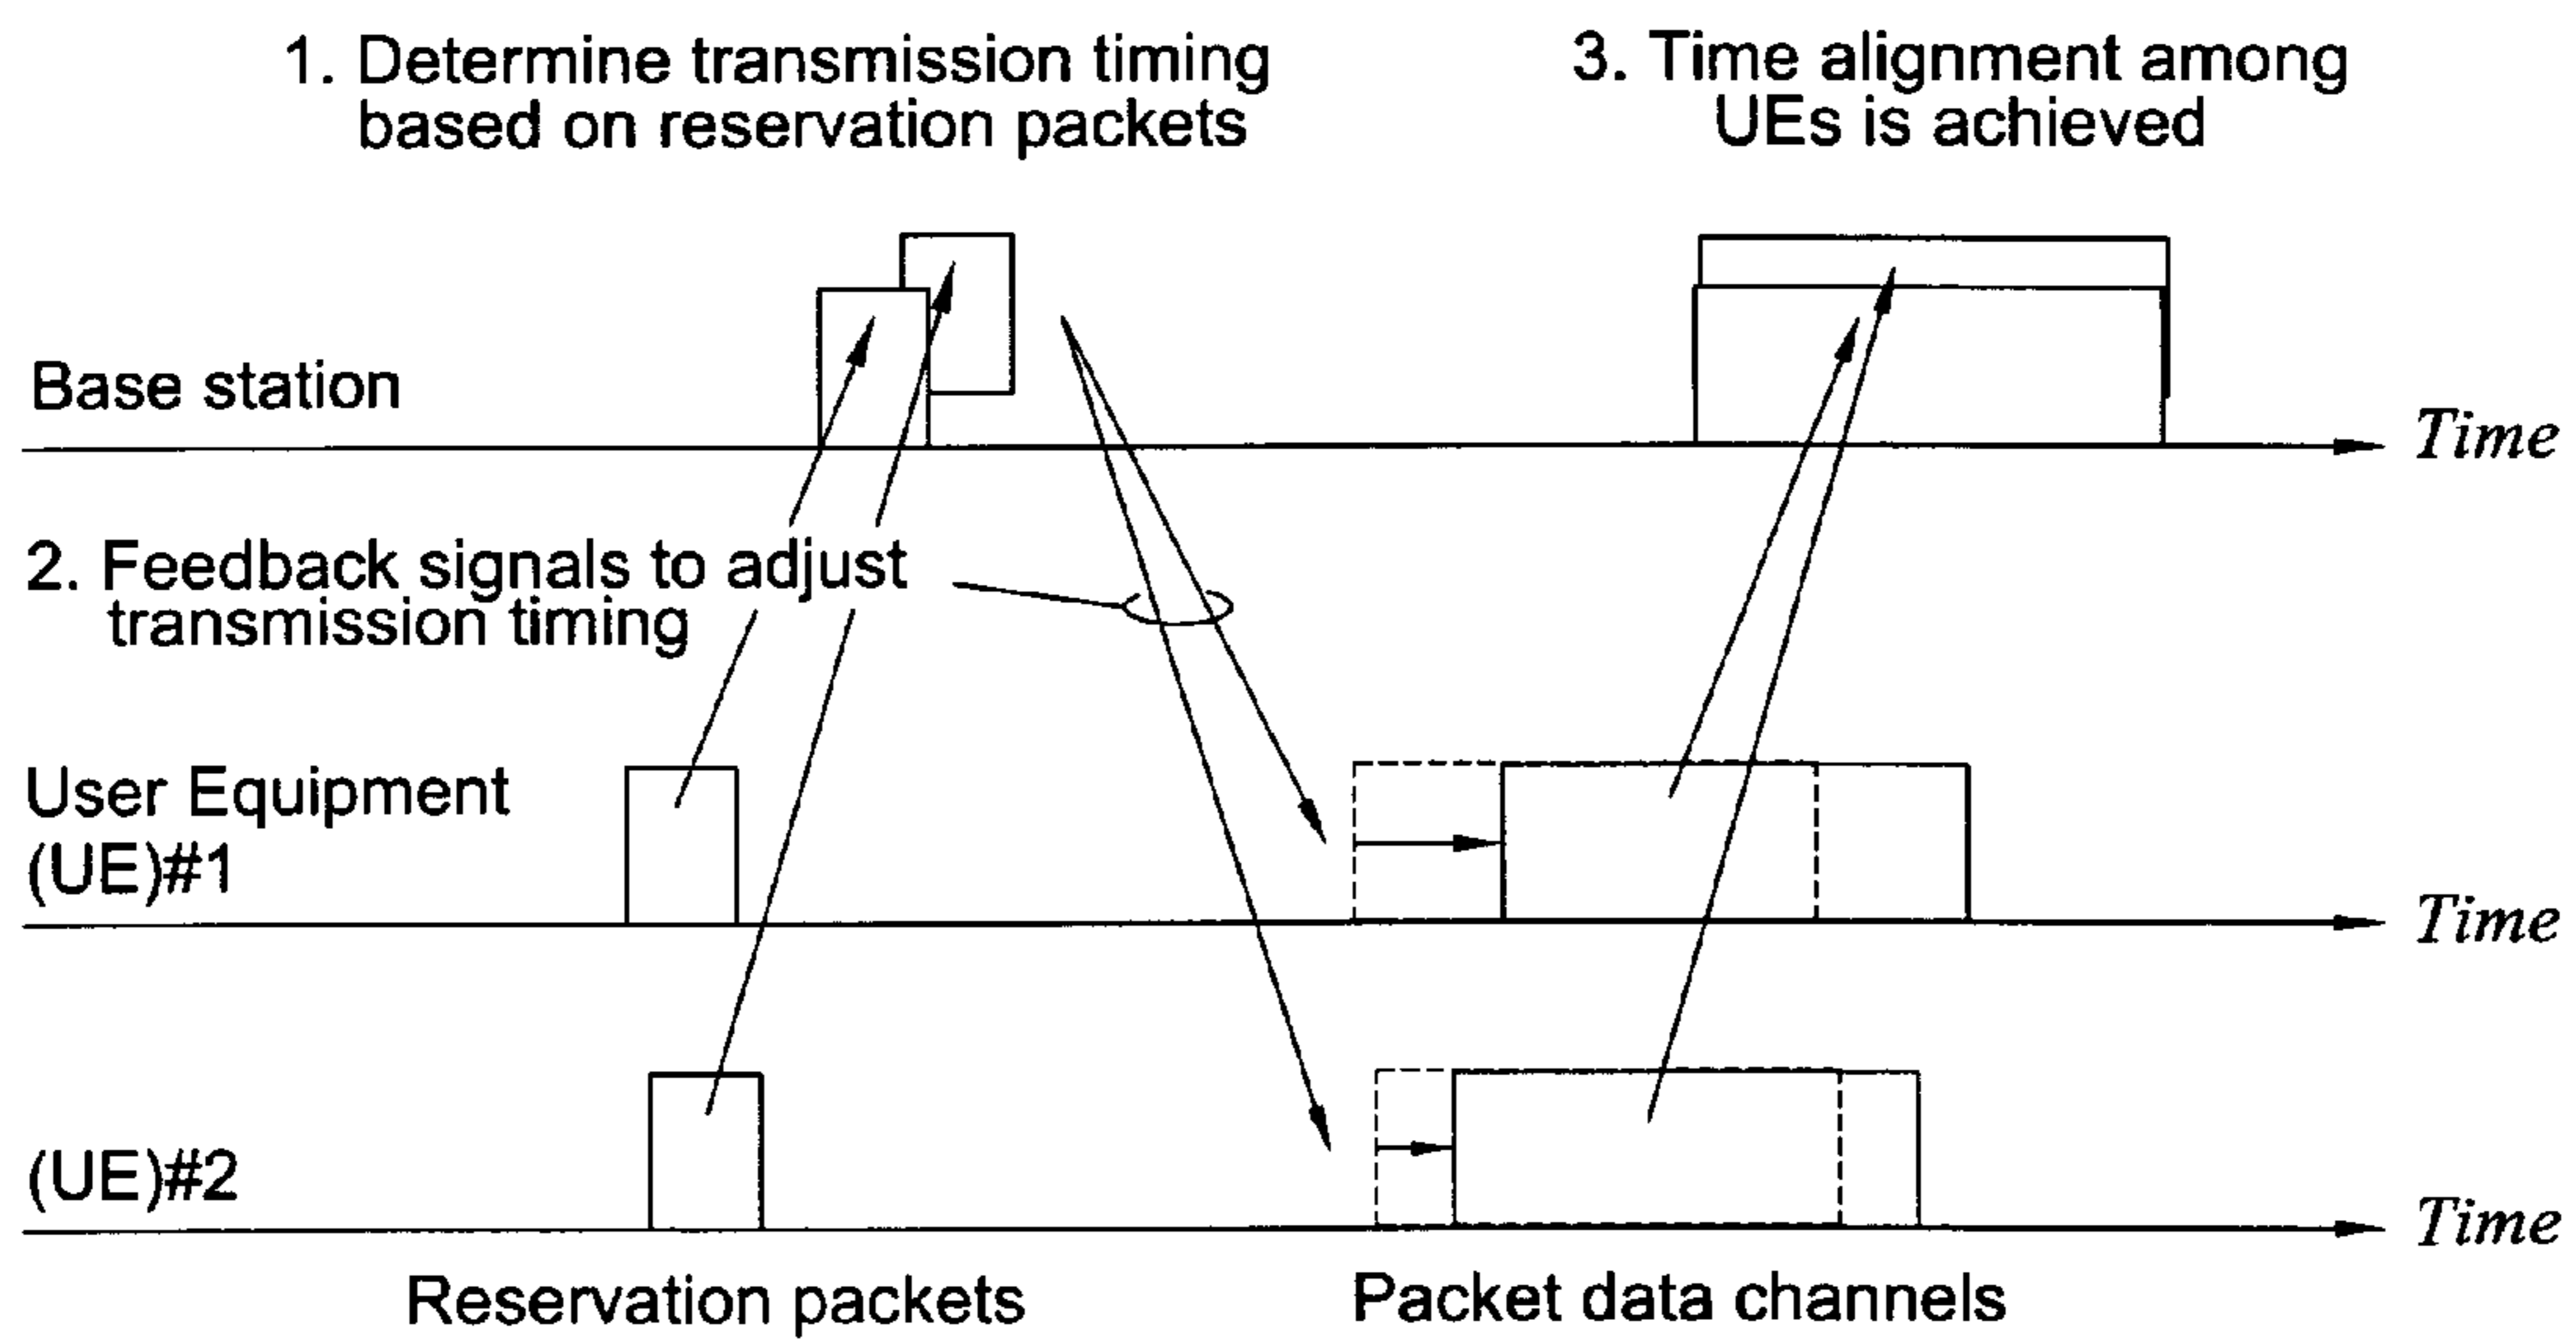 1. Determine transmission timing
based on reservation packets
3. Time alignment among
UEs is achieved
Base station
Time
2. Feedback signals to adjust
transmission timing
User Equipment
(UE)#1
Time
(UE)#2
Time
Reservation packets
Packet data channels